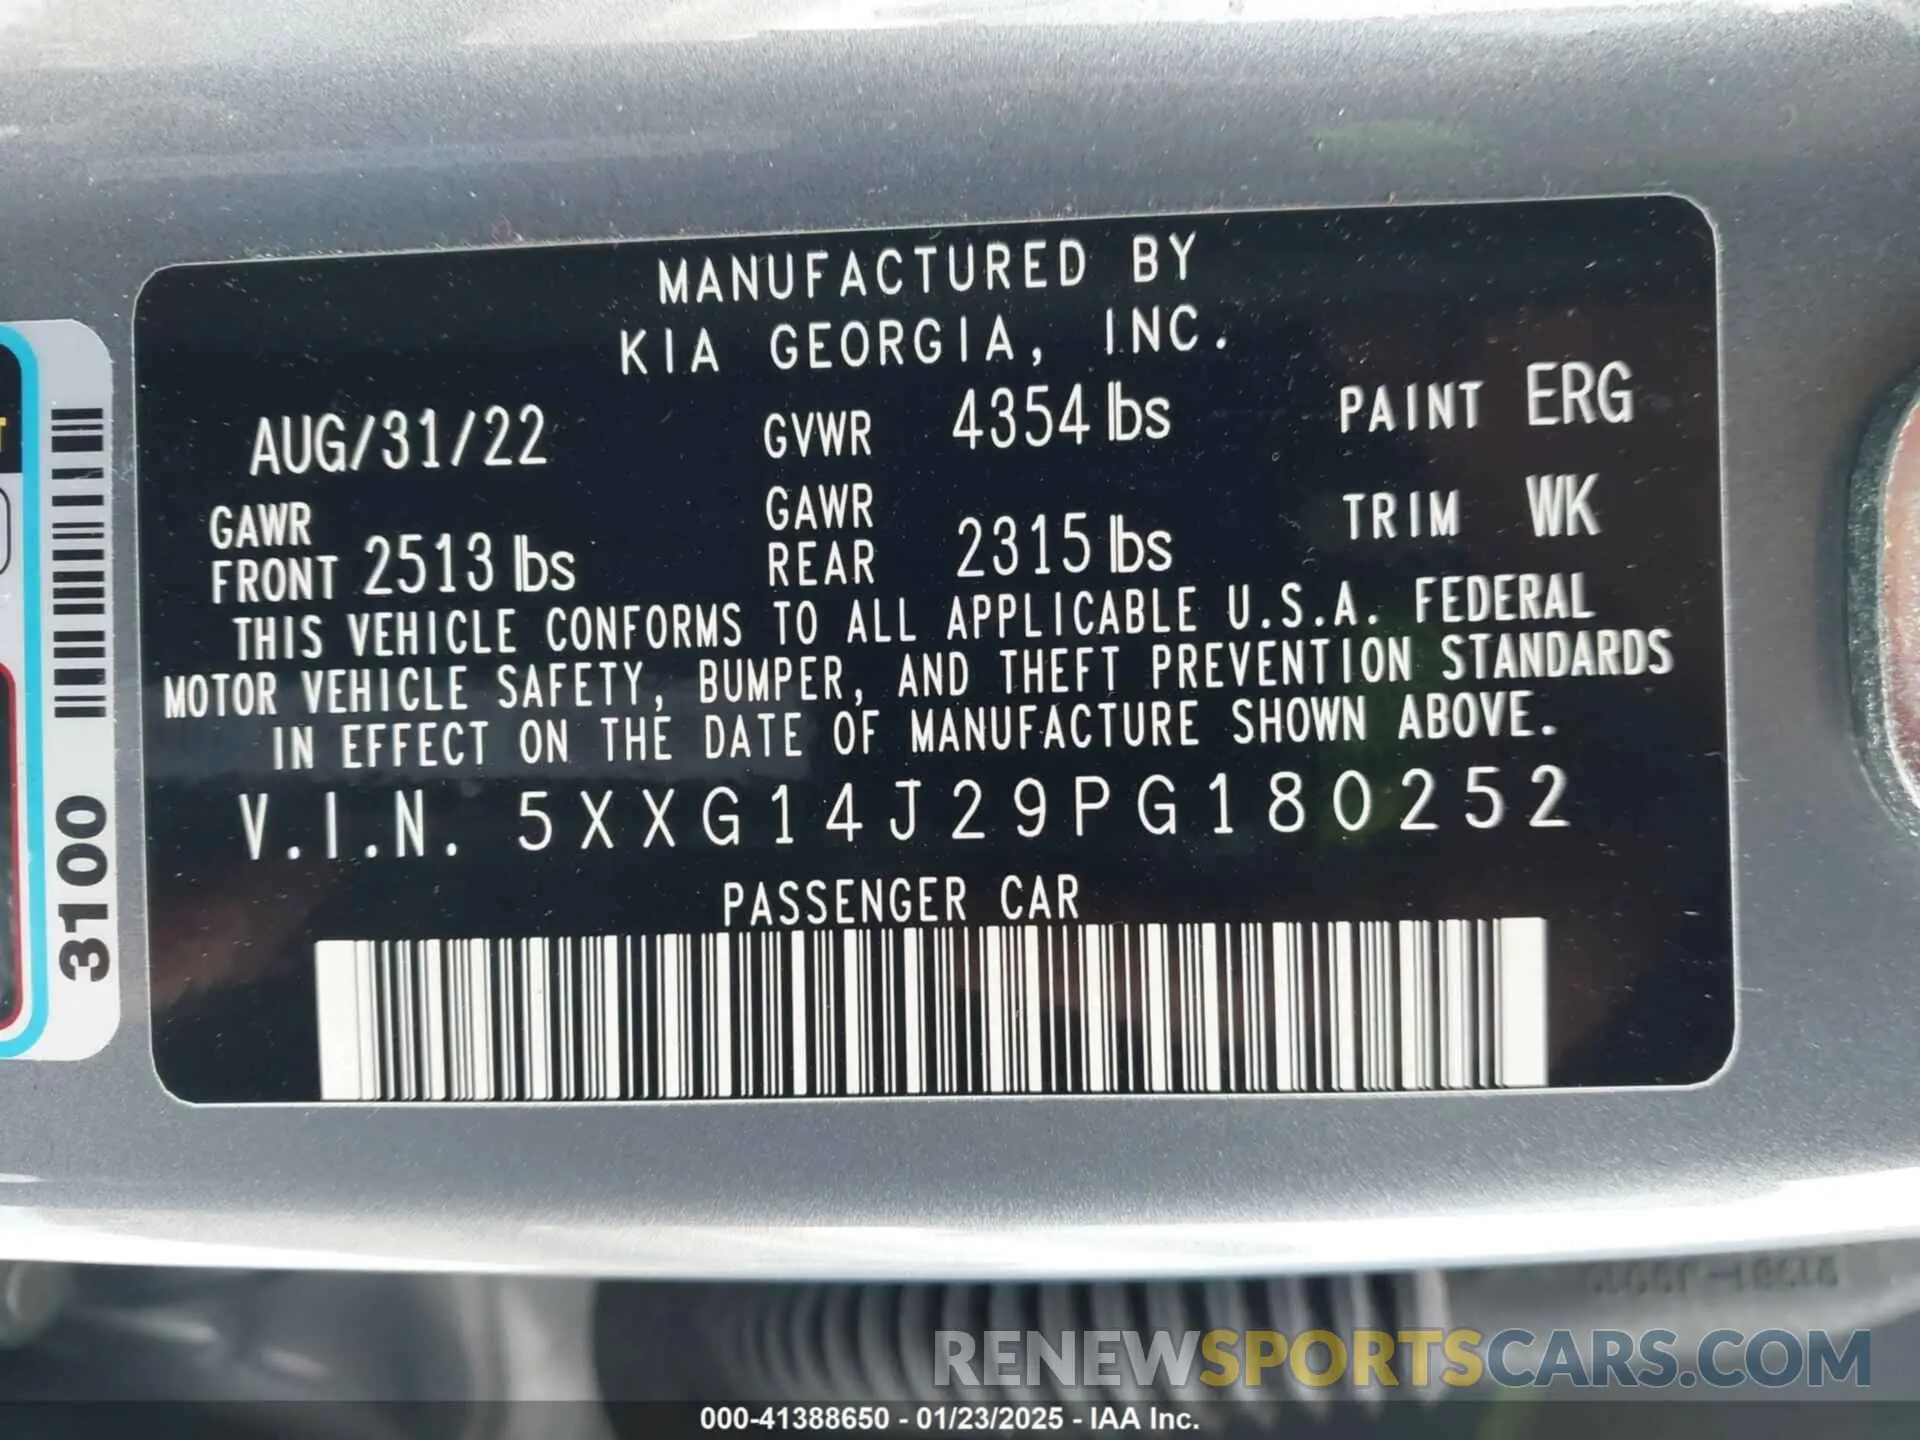 MANUFACTURED BY
KIA GEORGIA, INC.
AUG/31/22 GVWR 4354 lbs PAINT ERG
GAWR FRONT 2513 lbs GAWR REAR 2315 lbs TRIM WK
THIS VEHICLE CONFORMS TO ALL APPLICABLE U.S.A. FEDERAL
MOTOR VEHICLE SAFETY, BUMPER, AND THEFT PREVENTION STANDARDS
IN EFFECT ON THE DATE OF MANUFACTURE SHOWN ABOVE.
V.I.N. 5XXG14J29PG180252
PASSENGER CAR
3100
RENEWSPORTSCARS.COM
000-41388650 - 01/23/2025 - IAA Inc.